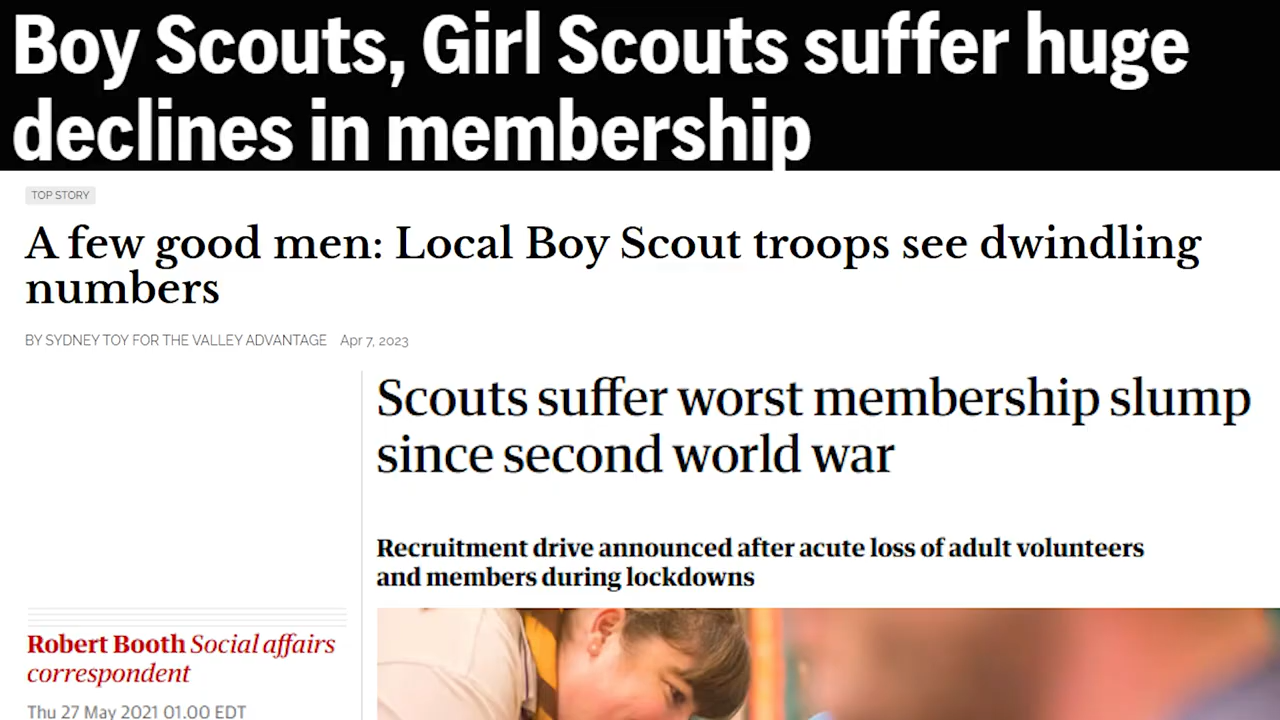 Boy Scouts, Girl Scouts suffer huge
declines in membership
TOP STORY
A few good men: Local Boy Scout troops see dwindling
numbers
BY SYDNEY TOY FOR THE VALLEY ADVANTAGE Apr 7, 2023
Scouts suffer worst membership slump
since second world war
Recruitment drive announced after acute loss of adult volunteers
and members during lockdowns
Robert Booth Social affairs
correspondent
Thu 27 May 2021 01.00 EDT